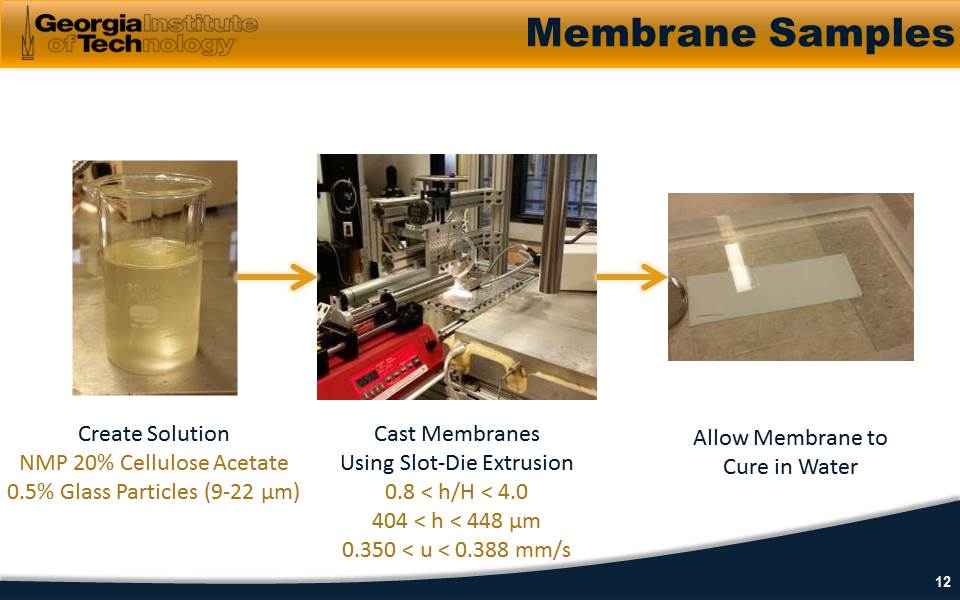 GeorgiaInstitute
of Technology
Membrane Samples
Create Solution
NMP 20% Cellulose Acetate
0.5% Glass Particles (9-22 µm)
Cast Membranes
Using Slot-Die Extrusion
0.8 < h/H < 4.0
404 < h < 448 µm
0.350 < u < 0.388 mm/s
Allow Membrane to
Cure in Water
12